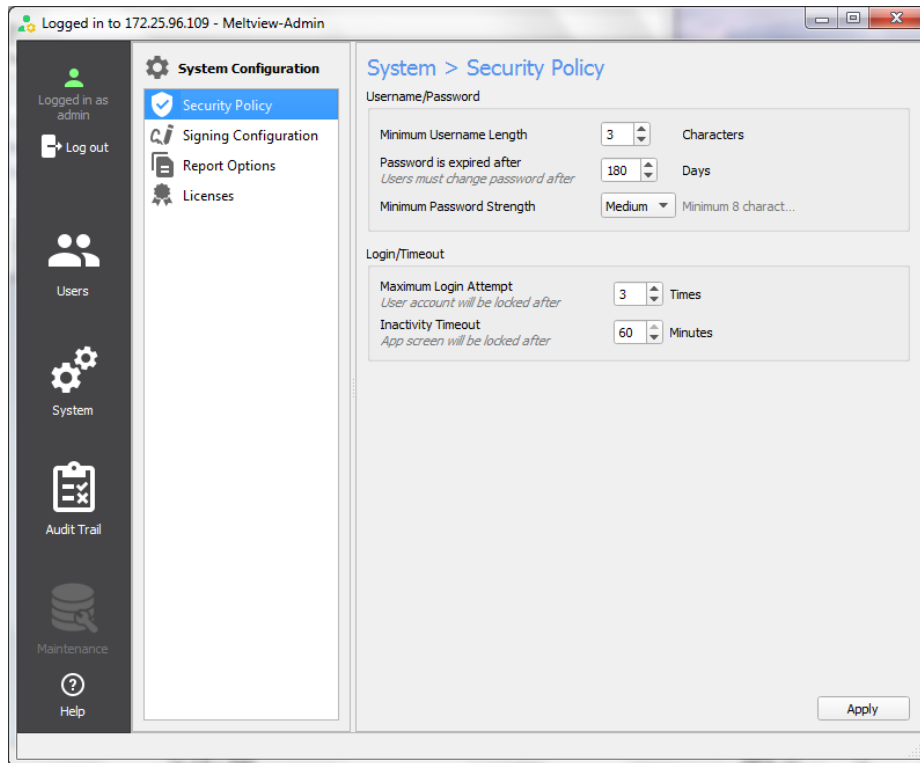 Logged in to 172.25.96.109 - Meltview-Admin
Logged in as
admin
Log out
Users
System
Audit Trail
Maintenance
Help
System Configuration
Security Policy
Signing Configuration
Report Options
Licenses
System > Security Policy
Username/Password
Minimum Username Length 3 Characters
Password is expired after
Users must change password after 180 Days
Minimum Password Strength Medium Minimum 8 charact...
Login/Timeout
Maximum Login Attempt
User account will be locked after 3 Times
Inactivity Timeout
App screen will be locked after 60 Minutes
Apply